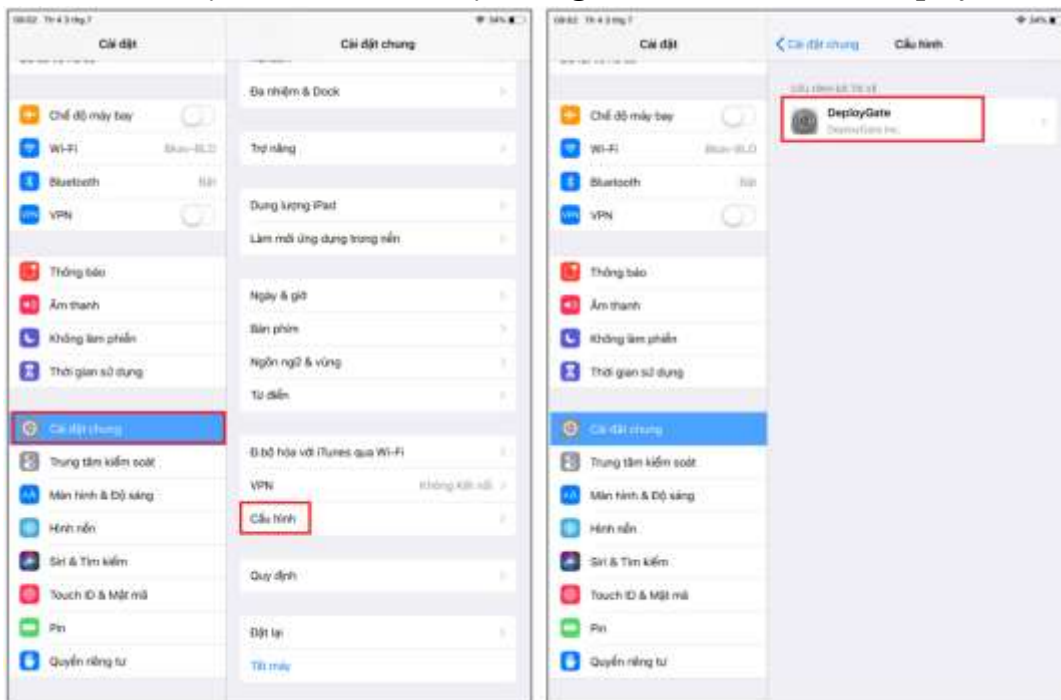 Cài đặt
Chế độ máy bay
Wi-Fi
Bluetooth
VPN
Thông báo
Âm thanh
Không làm phiền
Thời gian sử dụng
Cài đặt chung
Trung tâm kiểm soát
Màn hình & Độ sáng
Hình nền
Siri & Tìm kiếm
Touch ID & Mật mã
Pin
Quyền riêng tư
Cài đặt chung
Đa nhiệm & Dock
Trợ năng
Dung lượng iPad
Làm mới ứng dụng trong nền
Ngày & giờ
Bàn phím
Ngôn ngữ & vùng
Từ điển
Đ.bộ hóa với iTunes qua Wi-Fi
VPN Không Kết nối
Cấu hình
Quy định
Đặt lại
Tắt máy
Cài đặt
Chế độ máy bay
Wi-Fi
Bluetooth
VPN
Thông báo
Âm thanh
Không làm phiền
Thời gian sử dụng
Cài đặt chung
Trung tâm kiểm soát
Màn hình & Độ sáng
Hình nền
Siri & Tìm kiếm
Touch ID & Mật mã
Pin
Quyền riêng tư
Cài đặt chung Cấu hình
DeployGate
DeployGate Inc.